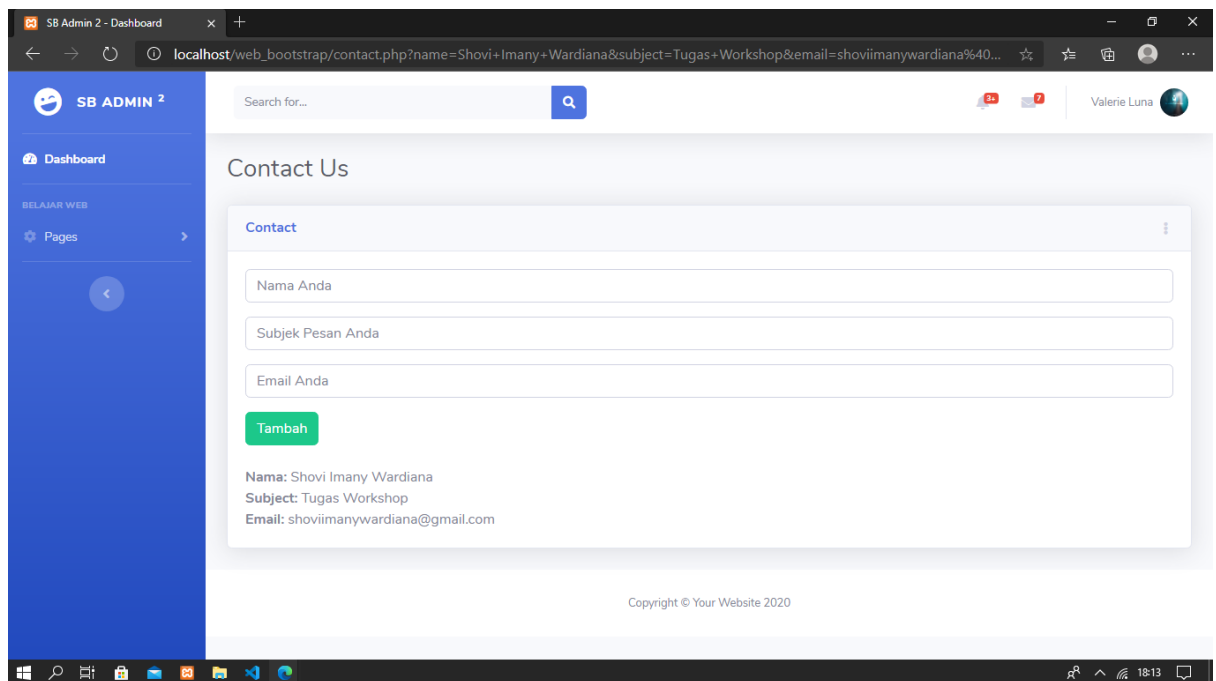 SB Admin 2 - Dashboard
localhost/web_bootstrap/contact.php?name=Shovi+Imany+Wardiana&subject=Tugas+Workshop&email=shoviimanywardiana%40...
SB ADMIN 2
Search for...
3+
7
Valerie Luna
Dashboard
BELAJAR WEB
Pages
Contact Us
Contact
Nama Anda
Subjek Pesan Anda
Email Anda
Tambah
Nama: Shovi Imany Wardiana
Subject: Tugas Workshop
Email: shoviimanywardiana@gmail.com
Copyright © Your Website 2020
18:13